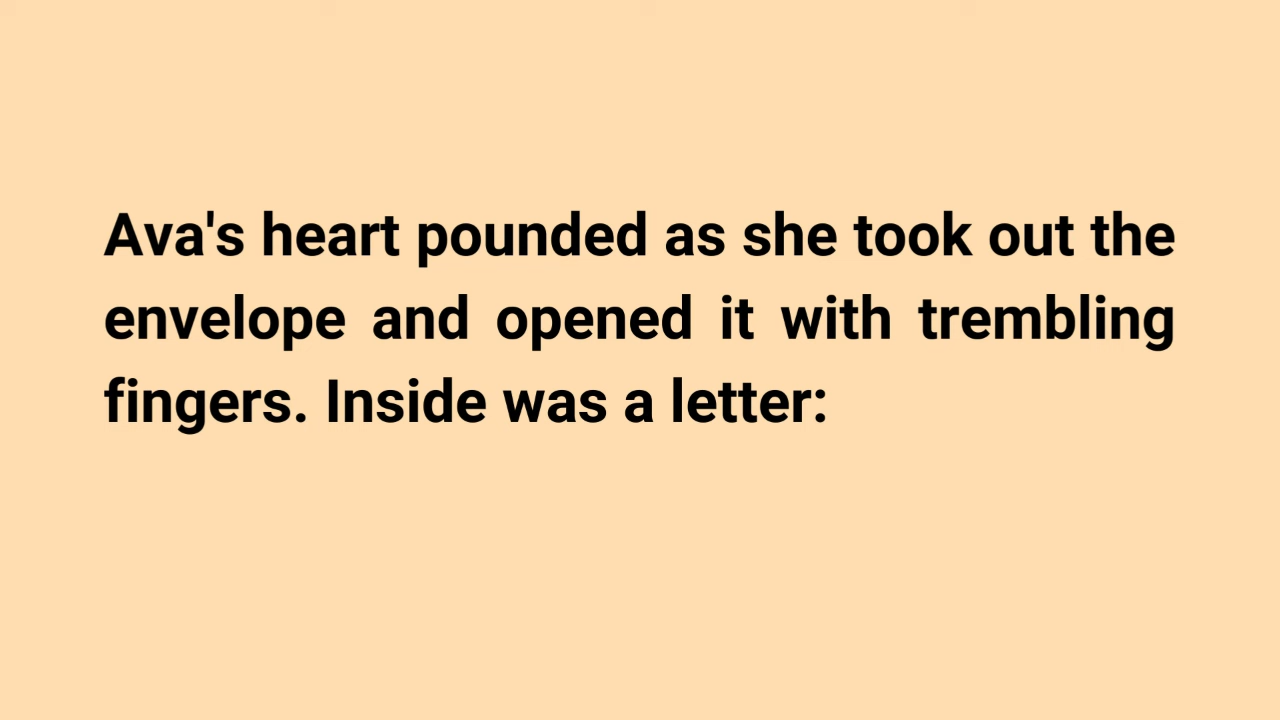 Ava's heart pounded as she took out the
envelope and opened it with trembling
fingers. Inside was a letter: